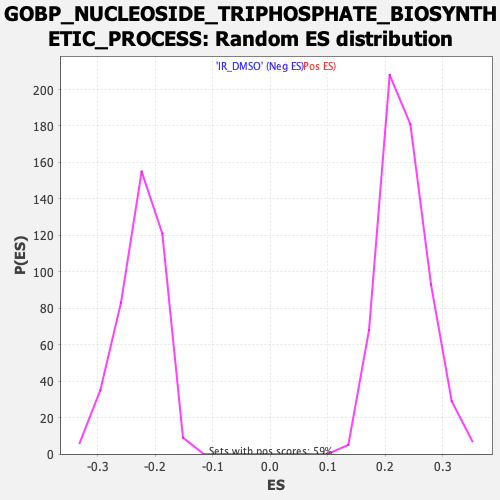 GOBP_NUCLEOSIDE_TRIPHOSPHATE_BIOSYNTH
ETIC_PROCESS: Random ES distribution
'IR_DMSO' (Neg ES)Pos ES)
200
180
160
140
120
100
80
60
40
20
0
P(ES)
Sets with pos scores: 59%
-0.3 -0.2 -0.1 0.0 0.1 0.2 0.3
ES